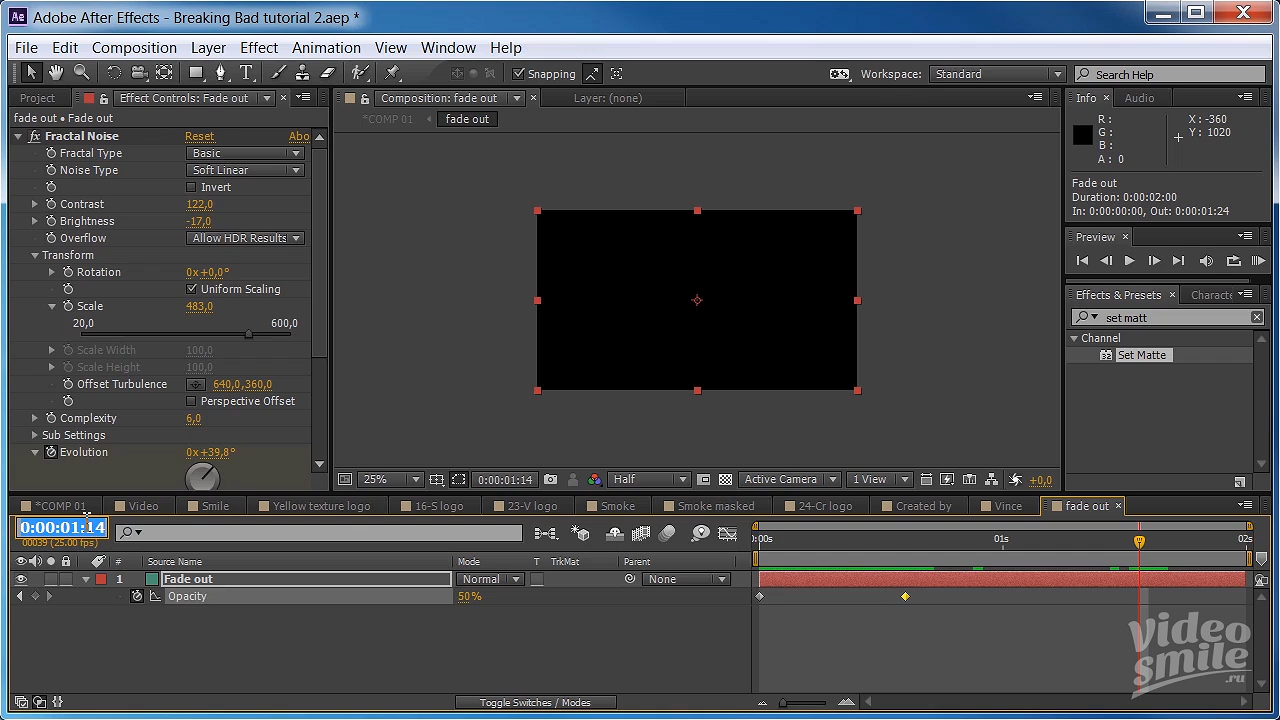 Ae Adobe After Effects - Breaking Bad tutorial 2.aep *
File Edit Composition Layer Effect Animation View Window Help
Snapping Workspace: Standard Search Help
Project Effect Controls: Fade out Composition: fade out Layer: (none) Info Audio
fade out • Fade out *COMP 01 fade out
R: X: -360
G: Y: 1020
B:
A: 0
fx Fractal Noise Reset Abo
Fractal Type Basic
Noise Type Soft Linear
Invert
Contrast 122,0
Brightness -17,0
Overflow Allow HDR Results
Transform
Rotation 0x+0,0°
Uniform Scaling
Scale 483,0
20,0 600,0
Scale Width 100,0
Scale Height 100,0
Offset Turbulence 640,0,360,0
Perspective Offset
Complexity 6,0
Sub Settings
Evolution 0x+39,8°
Fade out
Duration: 0:00:02:00
In: 0:00:00:00, Out: 0:00:01:24
Preview
Effects & Presets Characte
set matt
Channel
32 Set Matte
25% 0:00:01:14 Half Active Camera 1 View +0,0
*COMP 01 Video Smile Yellow texture logo 16-S logo 23-V logo Smoke Smoke masked 24-Cr logo Created by Vince fade out
0:00:01:14
00039 (25.00 fps)
:00s 01s 02s
# Source Name Mode T TrkMat Parent
1 Fade out Normal None
Opacity 50%
Toggle Switches / Modes
video
smile
.ru